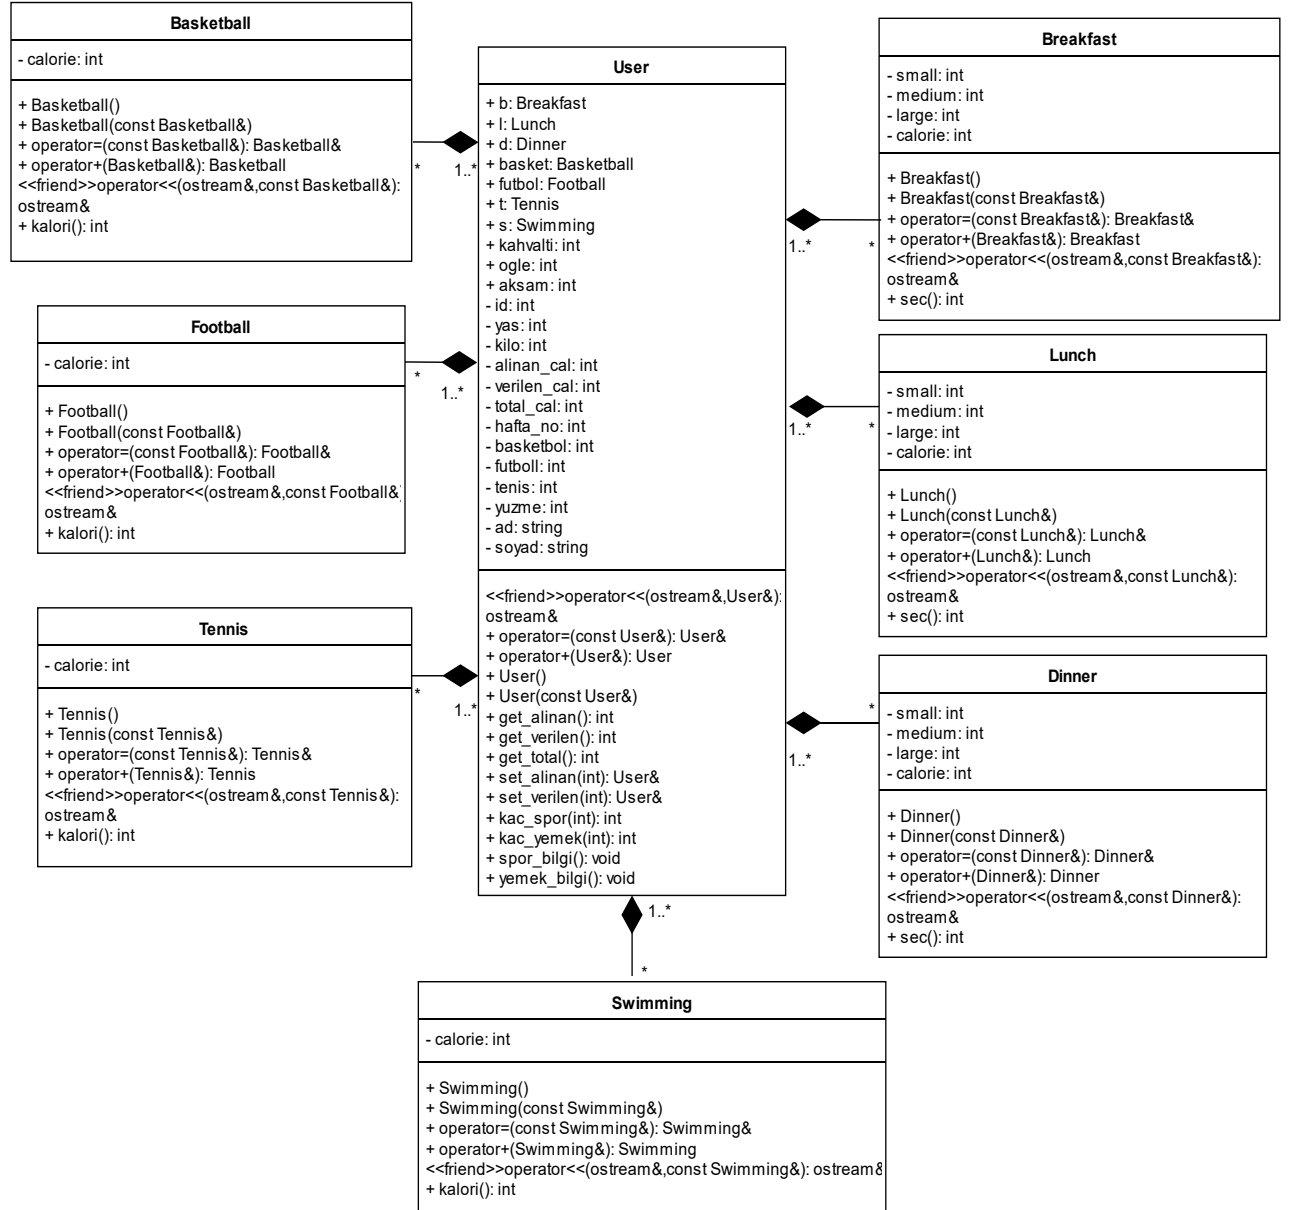 Basketball
- calorie: int
+ Basketball()
+ Basketball(const Basketball&)
+ operator=(const Basketball&): Basketball&
+ operator+(Basketball&): Basketball
<<friend>>operator<<(ostream&,const Basketball&):
ostream&
+ kalori(): int
*
1..*
Football
- calorie: int
+ Football()
+ Football(const Football&)
+ operator=(const Football&): Football&
+ operator+(Football&): Football
<<friend>>operator<<(ostream&,const Football&)
ostream&
+ kalori(): int
*
1..*
Tennis
- calorie: int
+ Tennis()
+ Tennis(const Tennis&)
+ operator=(const Tennis&): Tennis&
+ operator+(Tennis&): Tennis
<<friend>>operator<<(ostream&,const Tennis&):
ostream&
+ kalori(): int
*
1..*
User
+ b: Breakfast
+ l: Lunch
+ d: Dinner
+ basket: Basketball
+ futbol: Football
+ t: Tennis
+ s: Swimming
+ kahvalti: int
+ ogle: int
+ aksam: int
- id: int
- yas: int
- kilo: int
- alinan_cal: int
- verilen_cal: int
- total_cal: int
- hafta_no: int
- basketbol: int
- futboll: int
- tenis: int
- yuzme: int
- ad: string
- soyad: string
<<friend>>operator<<(ostream&,User&):
ostream&
+ operator=(const User&): User&
+ operator+(User&): User
+ User()
+ User(const User&)
+ get_alinan(): int
+ get_verilen(): int
+ get_total(): int
+ set_alinan(int): User&
+ set_verilen(int): User&
+ kac_spor(int): int
+ kac_yemek(int): int
+ spor_bilgi(): void
+ yemek_bilgi(): void
1..*
*
Breakfast
- small: int
- medium: int
- large: int
- calorie: int
+ Breakfast()
+ Breakfast(const Breakfast&)
+ operator=(const Breakfast&): Breakfast&
+ operator+(Breakfast&): Breakfast
<<friend>>operator<<(ostream&,const Breakfast&):
ostream&
+ sec(): int
1..*
*
Lunch
- small: int
- medium: int
- large: int
- calorie: int
+ Lunch()
+ Lunch(const Lunch&)
+ operator=(const Lunch&): Lunch&
+ operator+(Lunch&): Lunch
<<friend>>operator<<(ostream&,const Lunch&):
ostream&
+ sec(): int
1..*
*
Dinner
- small: int
- medium: int
- large: int
- calorie: int
+ Dinner()
+ Dinner(const Dinner&)
+ operator=(const Dinner&): Dinner&
+ operator+(Dinner&): Dinner
<<friend>>operator<<(ostream&,const Dinner&):
ostream&
+ sec(): int
1..*
*
Swimming
- calorie: int
+ Swimming()
+ Swimming(const Swimming&)
+ operator=(const Swimming&): Swimming&
+ operator+(Swimming&): Swimming
<<friend>>operator<<(ostream&,const Swimming&): ostream&
+ kalori(): int